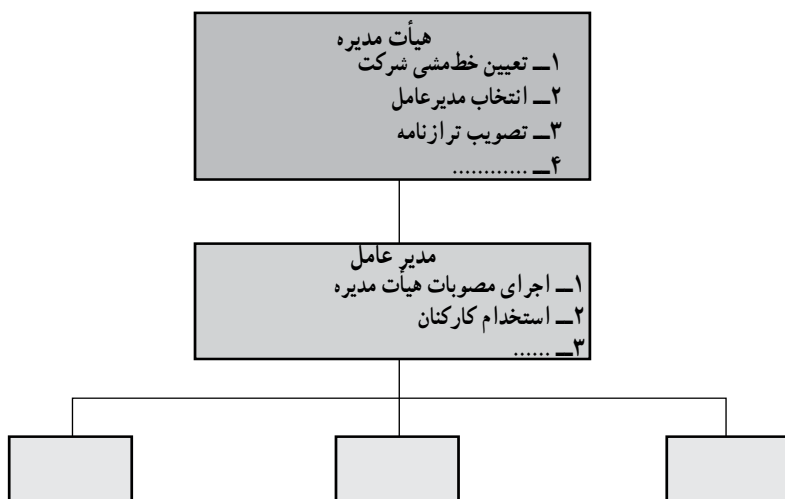 هیأت مدیره
۱ــ تعیین خط‌مشی شرکت
۲ــ انتخاب مدیرعامل
۳ــ تصویب ترازنامه
۴ــ ............
مدیر عامل
۱ــ اجرای مصوبات هیأت مدیره
۲ــ استخدام کارکنان
۳ــ ......